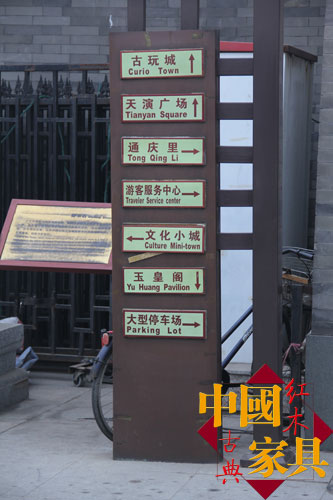 古玩城
Curio Town
天演广场
Tianyan Square
通庆里
Tong Qing Li
游客服务中心
Traveler Service center
文化小城
Culture Mini-town
玉皇阁
Yu Huang Pavilion
大型停车场
Parking Lot
中國
红木
古典
家具